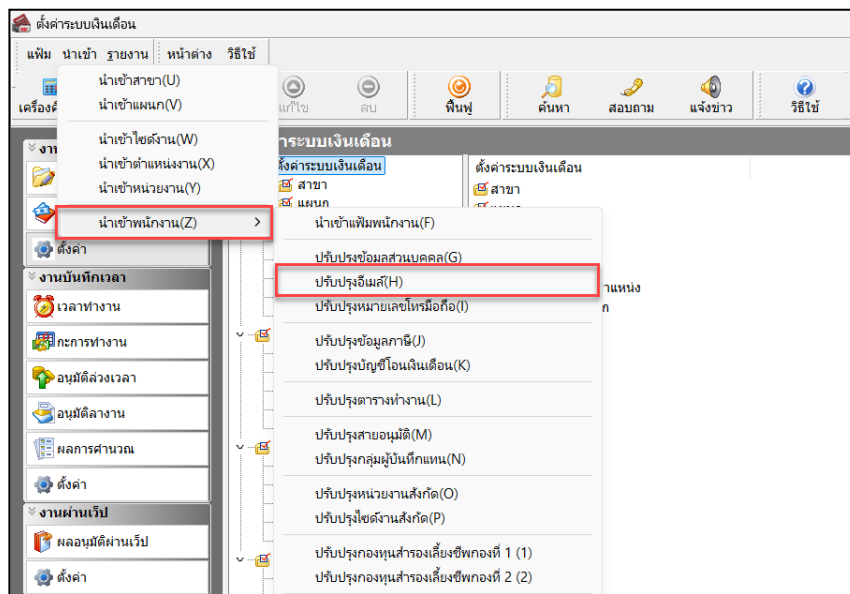 ตั้งค่าระบบเงินเดือน
แฟ้ม นำเข้า รายงาน หน้าต่าง วิธีใช้
นำเข้าสาขา(U)
นำเข้าแผนก(V)
นำเข้าไซด์งาน(W)
นำเข้าตำแหน่งงาน(X)
นำเข้าหน่วยงาน(Y)
นำเข้าพนักงาน(Z)
แก้ไข ลบ ฟื้นฟู ค้นหา สอบถาม แจ้งข่าว วิธีใช้
ตั้งค่าระบบเงินเดือน
สาขา
แผนก
ตั้งค่าระบบเงินเดือน
สาขา
นำเข้าแฟ้มพนักงาน(F)
ปรับปรุงข้อมูลส่วนบุคคล(G)
ปรับปรุงอีเมล์(H)
ปรับปรุงหมายเลขโทรมือถือ(I)
ปรับปรุงข้อมูลภาษี(J)
ปรับปรุงบัญชีโอนเงินเดือน(K)
ปรับปรุงตารางทำงาน(L)
ปรับปรุงสายอนุมัติ(M)
ปรับปรุงกลุ่มผู้บันทึกแทน(N)
ปรับปรุงหน่วยงานสังกัด(O)
ปรับปรุงไซด์งานสังกัด(P)
ปรับปรุงกองทุนสำรองเลี้ยงชีพกองที่ 1 (1)
ปรับปรุงกองทุนสำรองเลี้ยงชีพกองที่ 2 (2)
ตั้งค่า
งานบันทึกเวลา
เวลาทำงาน
กะการทำงาน
อนุมัติล่วงเวลา
อนุมัติลางาน
ผลการคำนวณ
ตั้งค่า
งานผ่านเว็ป
ผลอนุมัติผ่านเว็ป
ตั้งค่า